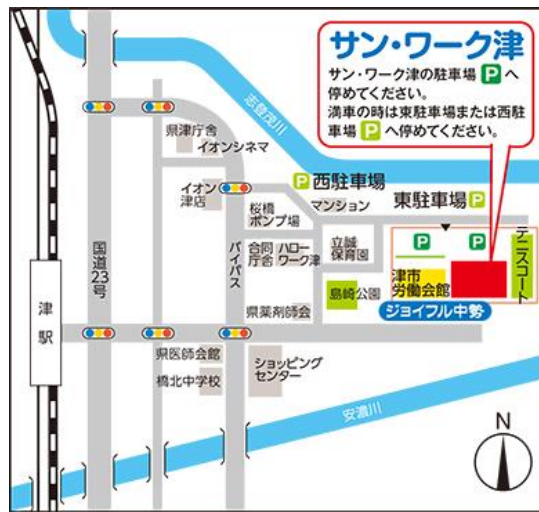 サン・ワーク津
サン・ワーク津の駐車場 P へ
停めてください。
満車の時は東駐車場または西駐
車場 P へ停めてください。
志登茂川
県津庁舎
イオンシネマ
イオン
津店
P 西駐車場
マンション
東駐車場 P
桜橋
ポンプ場
立誠
保育園
合同
庁舎
ハロー
ワーク津
国道23号
バイパス
P
P
テニスコート
津市
労働会館
島崎公園
ジョイフル中勢
県薬剤師会
津駅
県医師会館
橋北中学校
ショッピング
センター
安濃川
N